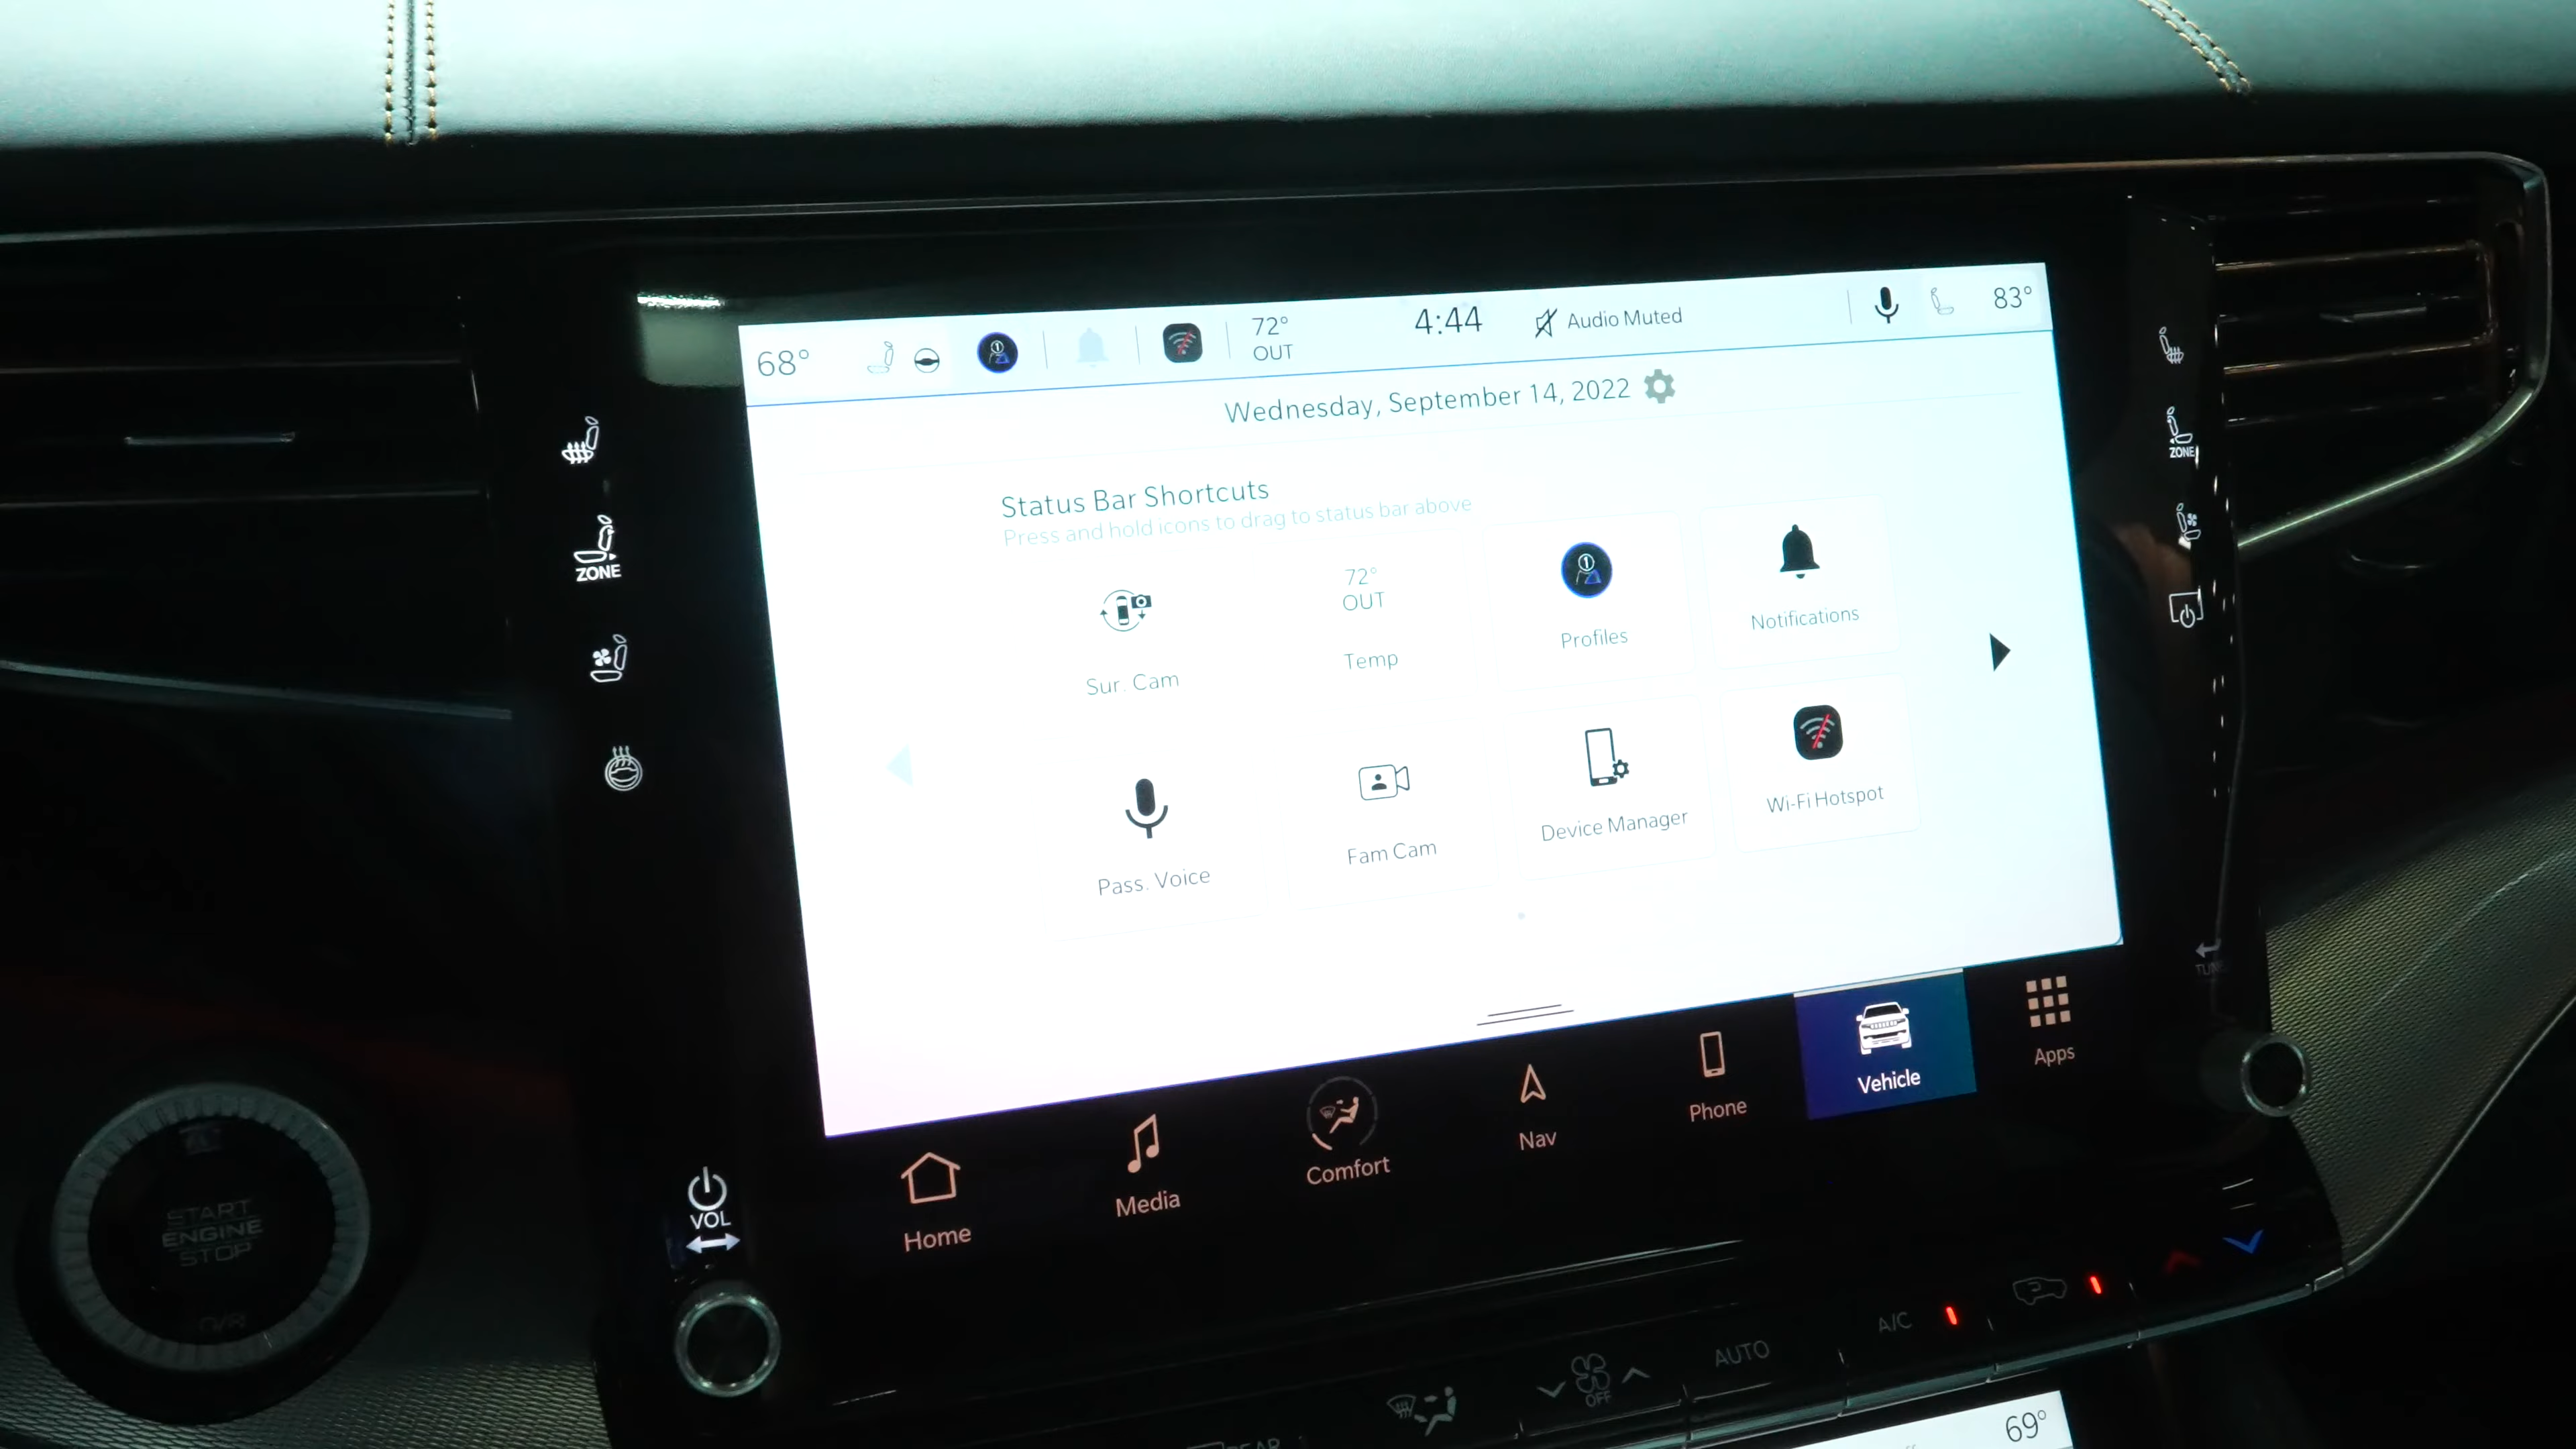 68°
72°
OUT
4:44
Audio Muted
83°
Wednesday, September 14, 2022
Status Bar Shortcuts
Press and hold icons to drag to status bar above
72°
OUT
Sur. Cam
Temp
Profiles
Notifications
Pass. Voice
Fam Cam
Device Manager
Wi-Fi Hotspot
ZONE
ZONE
Home
Media
Comfort
Nav
Phone
Vehicle
Apps
VOL
START
ENGINE
STOP
OFF
AUTO
A/C
69°